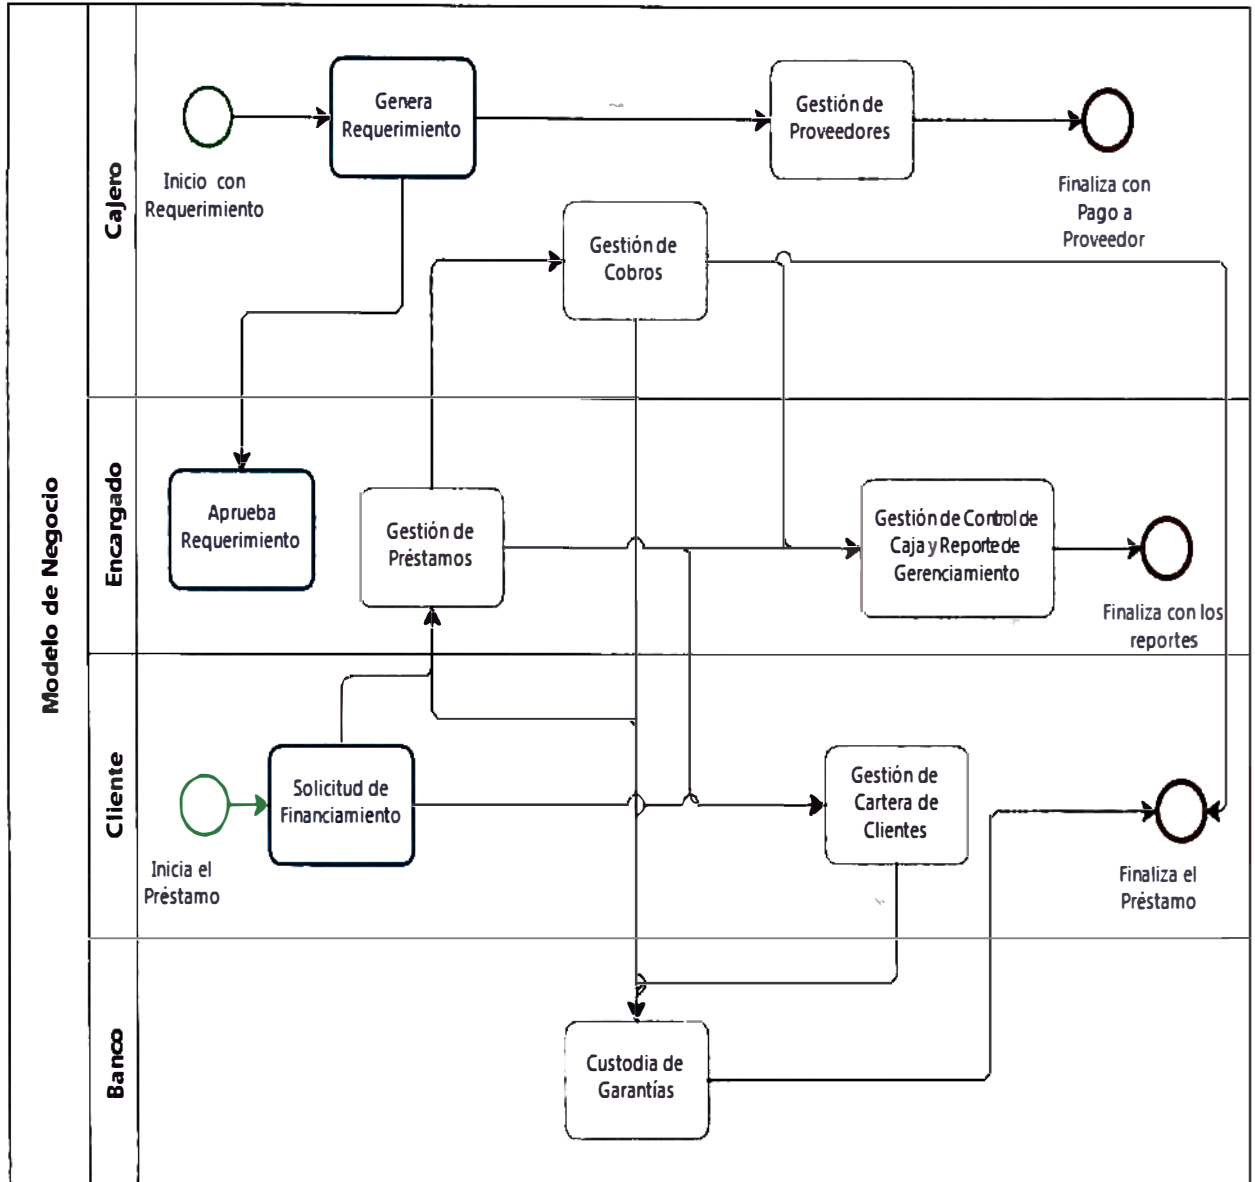 Modelo de Negocio
Cajero
Inicio con
Requerimiento
Genera
Requerimiento
Gestión de
Proveedores
Finaliza con
Pago a
Proveedor
Gestión de
Cobros
Encargado
Aprueba
Requerimiento
Gestión de
Préstamos
Gestión de Control de
Caja y Reporte de
Gerenciamiento
Finaliza con los
reportes
Cliente
Inicia el
Préstamo
Solicitud de
Financiamiento
Gestión de
Cartera de
Clientes
Finaliza el
Préstamo
Banco
Custodia de
Garantías